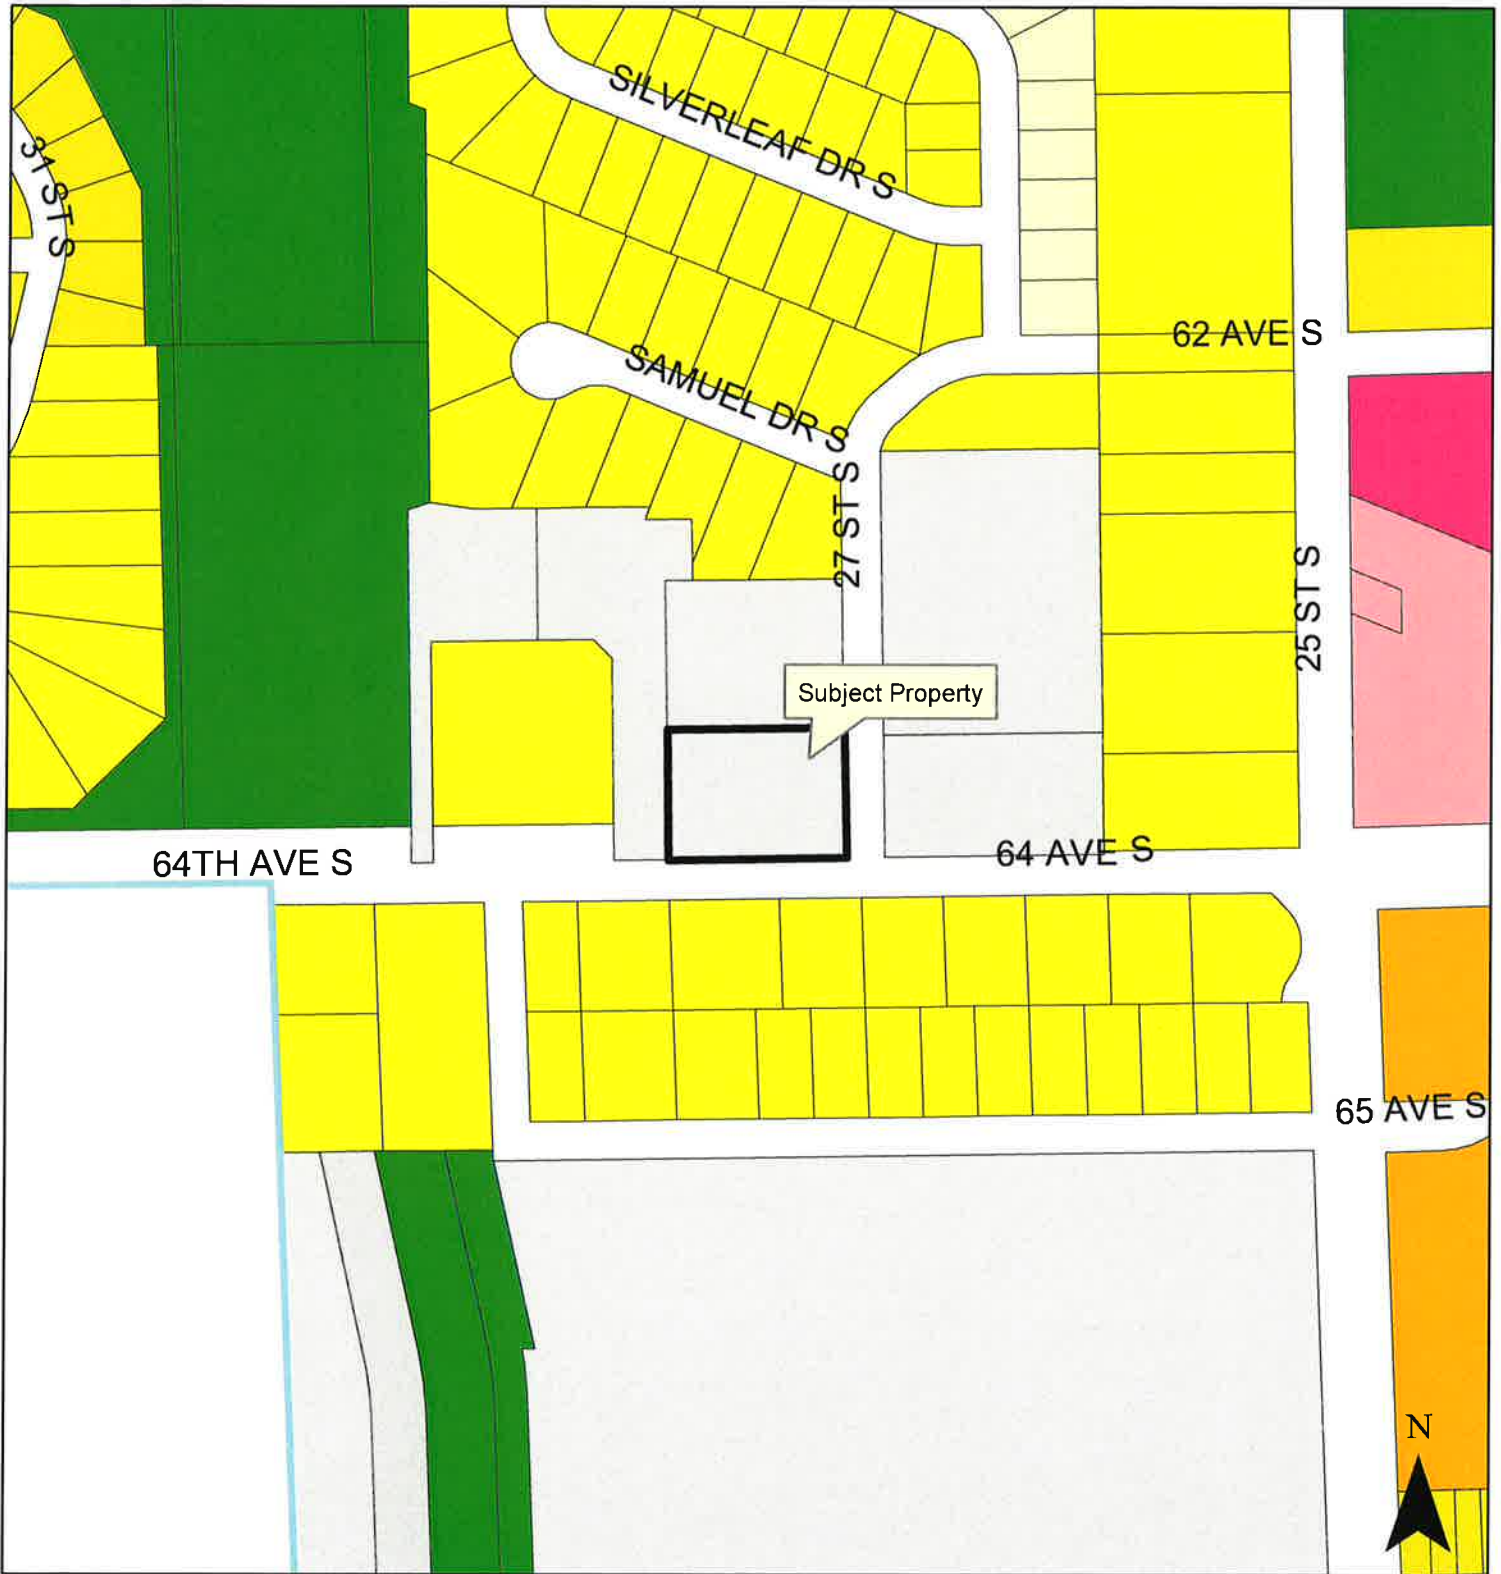 SILVERLEAF DR S
31 ST S
62 AVE S
SAMUEL DR S
27 ST S
25 ST S
Subject Property
64TH AVE S
64 AVE S
65 AVE S
N